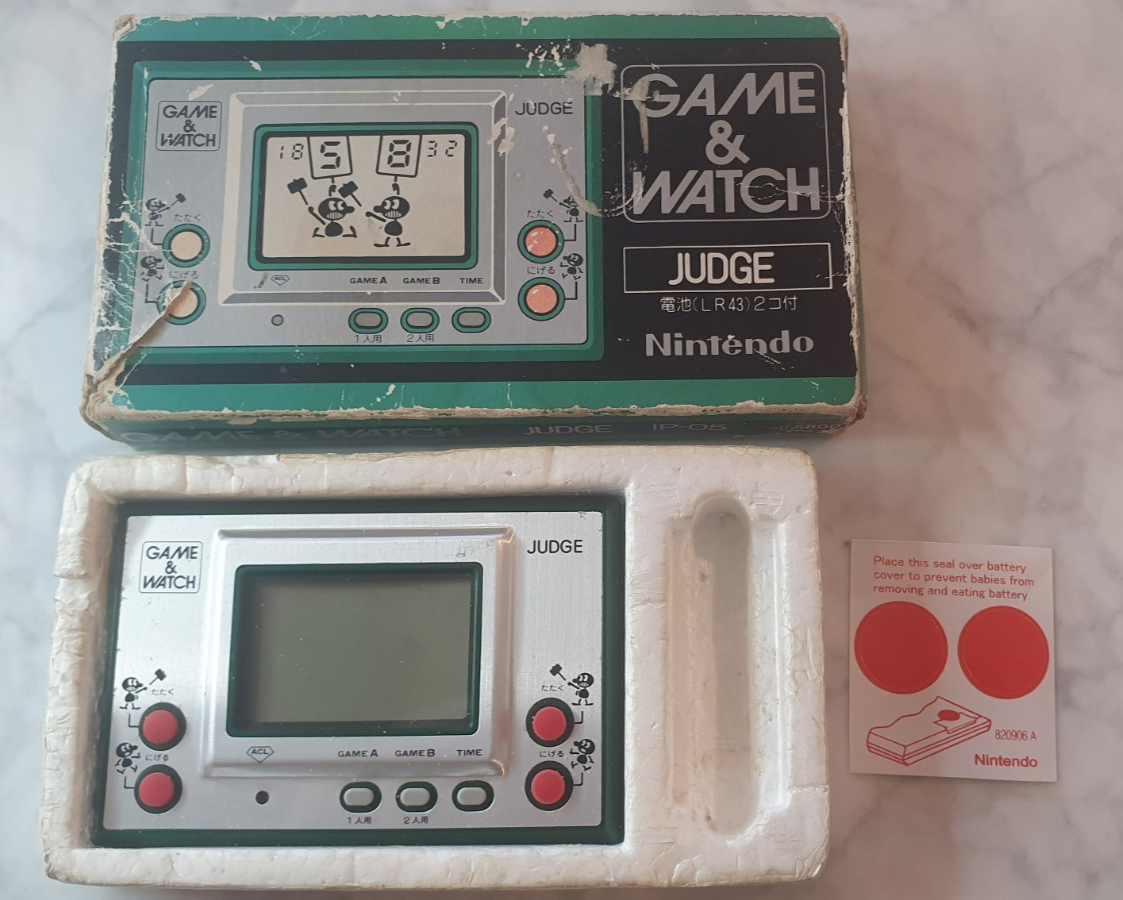 GAME
&
WATCH
JUDGE
18 5 8 32
たたく
たたく
にげる
にげる
ACL
GAME A GAME B TIME
1人用 2人用
GAME
&
WATCH
JUDGE
電池(LR43)2コ付
Nintendo
GAME & WATCH JUDGE IP-05
GAME
&
WATCH
JUDGE
たたく
たたく
にげる
にげる
ACL
GAME A GAME B TIME
1人用 2人用
Place this seal over battery
cover to prevent babies from
removing and eating battery
820906 A
Nintendo